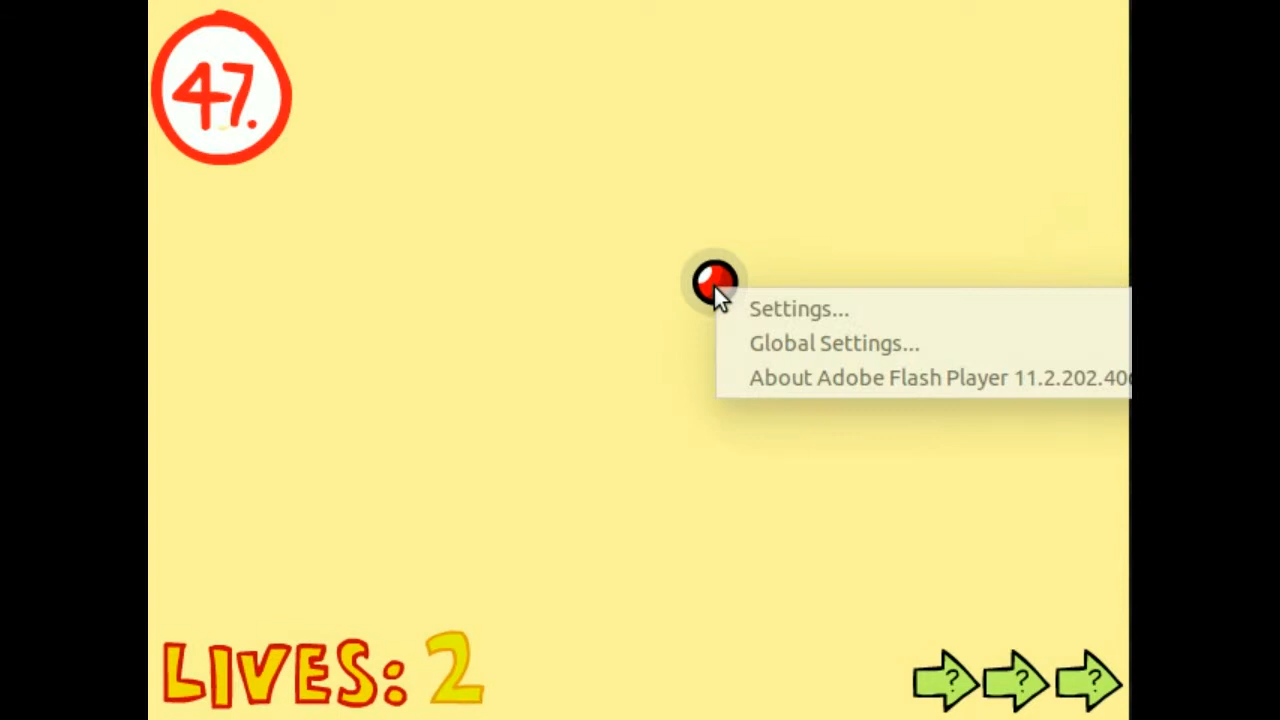 47.
Settings...
Global Settings...
About Adobe Flash Player 11.2.202.40
LIVES: 2
? ? ?